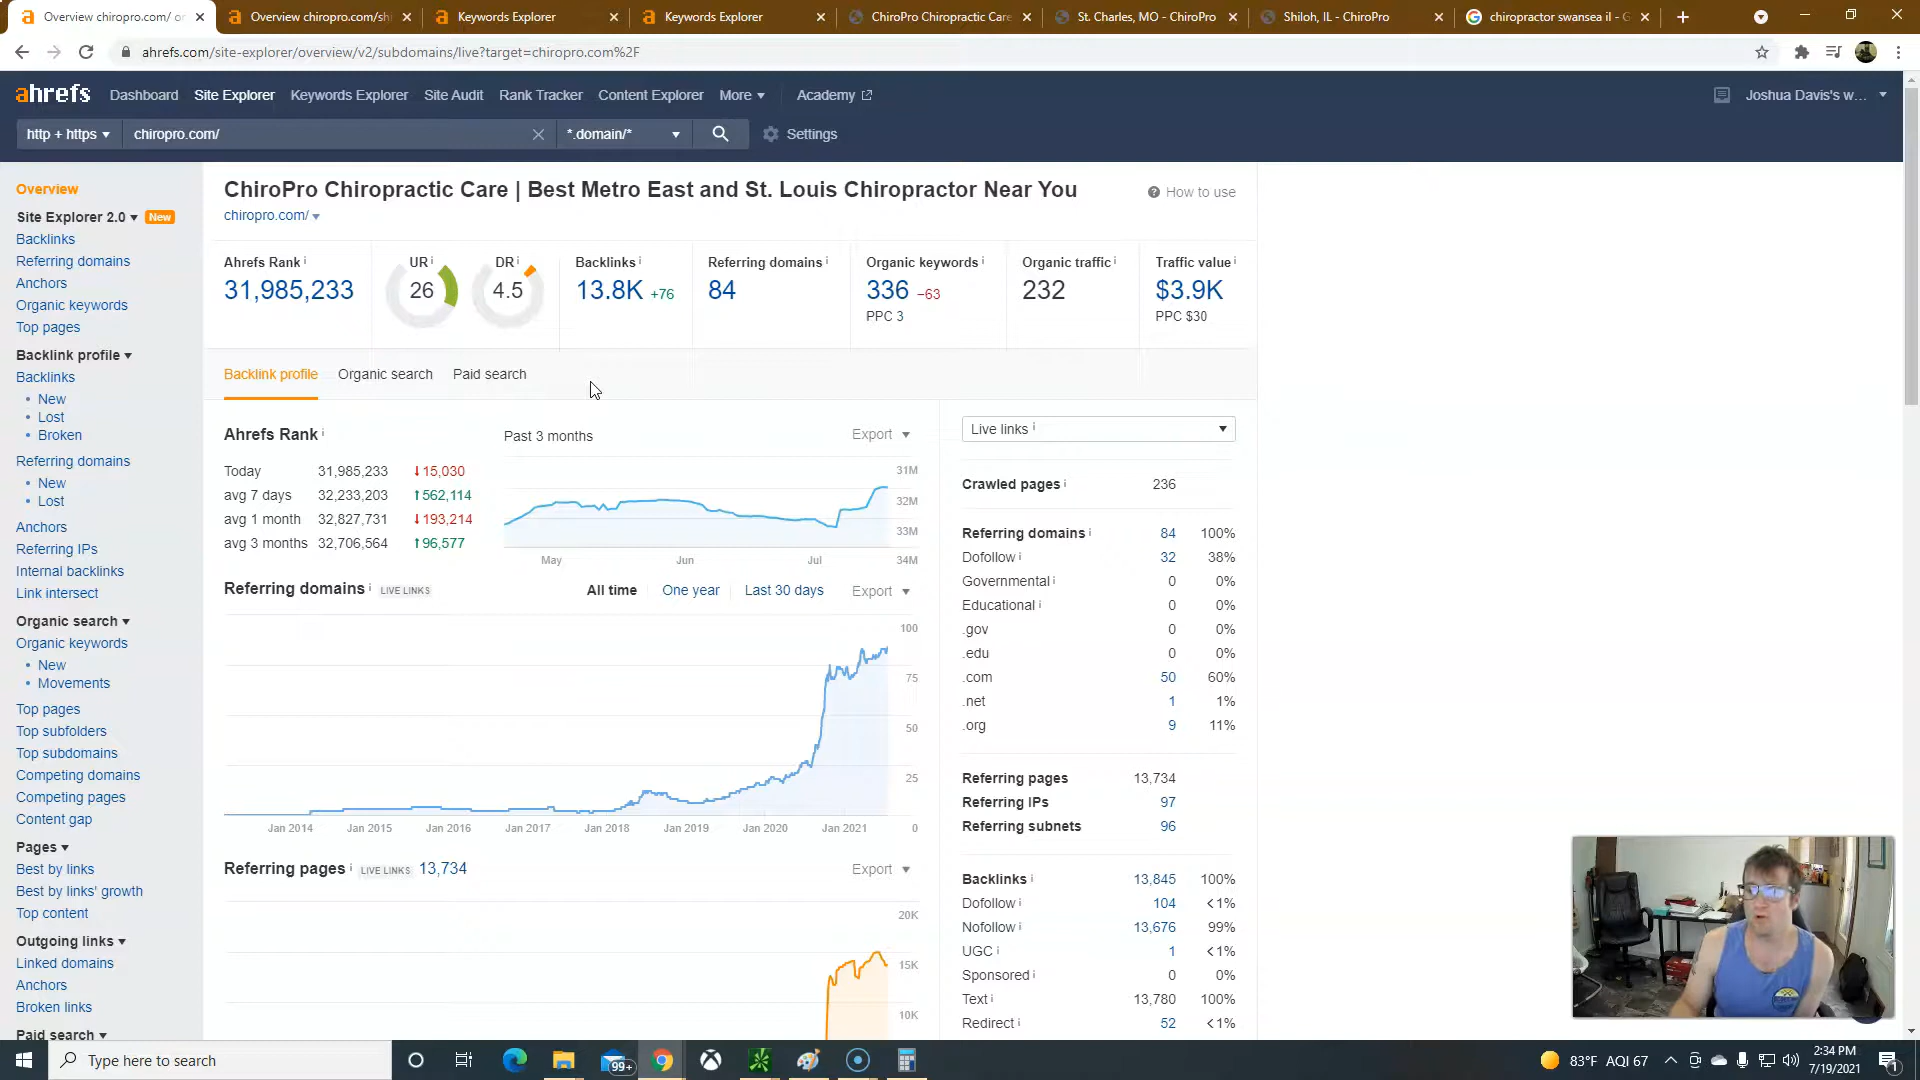 Overview chiropro.com/ or
Overview chiropro.com/shi
Keywords Explorer
Keywords Explorer
ChiroPro Chiropractic Care
St. Charles, MO - ChiroPro
Shiloh, IL - ChiroPro
chiropractor swansea il - G
ahrefs.com/site-explorer/overview/v2/subdomains/live?target=chiropro.com%2F
ahrefs Dashboard Site Explorer Keywords Explorer Site Audit Rank Tracker Content Explorer More Academy Joshua Davis's w...
http + https chiropro.com/ *.domain/* Settings
Overview
Site Explorer 2.0 New
Backlinks
Referring domains
Anchors
Organic keywords
Top pages
Backlink profile
Backlinks
New
Lost
Broken
Referring domains
New
Lost
Anchors
Referring IPs
Internal backlinks
Link intersect
Organic search
Organic keywords
New
Movements
Top pages
Top subfolders
Top subdomains
Competing domains
Competing pages
Content gap
Pages
Best by links
Best by links' growth
Top content
Outgoing links
Linked domains
Anchors
Broken links
Paid search
ChiroPro Chiropractic Care | Best Metro East and St. Louis Chiropractor Near You
How to use
chiropro.com/
Ahrefs Rank UR DR Backlinks Referring domains Organic keywords Organic traffic Traffic value
31,985,233 26 4.5 13.8K +76 84 336 −63 232 $3.9K
PPC 3 PPC $30
Backlink profile Organic search Paid search
Ahrefs Rank Past 3 months Export
Today 31,985,233 15,030
avg 7 days 32,233,203 562,114
avg 1 month 32,827,731 193,214
avg 3 months 32,706,564 96,577
31M
32M
33M
34M
May Jun Jul
Referring domains LIVE LINKS All time One year Last 30 days Export
100
75
50
25
0
Jan 2014 Jan 2015 Jan 2016 Jan 2017 Jan 2018 Jan 2019 Jan 2020 Jan 2021
Referring pages LIVE LINKS 13,734 Export
20K
15K
10K
Live links
Crawled pages 236
Referring domains 84 100%
Dofollow 32 38%
Governmental 0 0%
Educational 0 0%
.gov 0 0%
.edu 0 0%
.com 50 60%
.net 1 1%
.org 9 11%
Referring pages 13,734
Referring IPs 97
Referring subnets 96
Backlinks 13,845 100%
Dofollow 104 <1%
Nofollow 13,676 99%
UGC 1 <1%
Sponsored 0 0%
Text 13,780 100%
Redirect 52 <1%
Type here to search
99+
83°F AQI 67
2:34 PM
7/19/2021
1